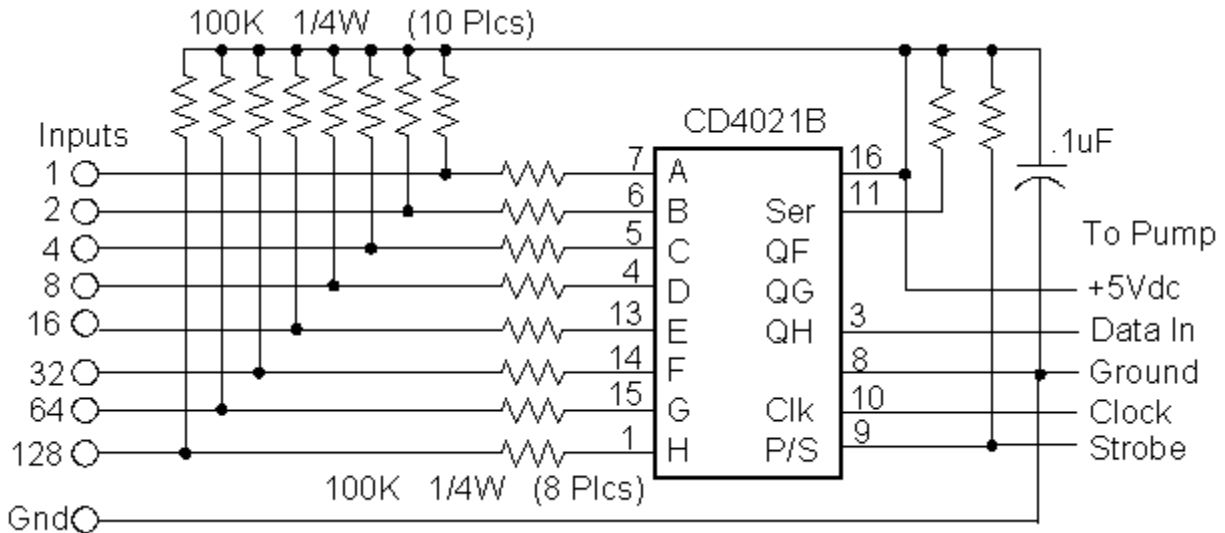 100K 1/4W (10 Plcs)
CD4021B
.1uF
Inputs
1
2
4
8
16
32
64
128
Gnd
7 A
6 B
5 C
4 D
13 E
14 F
15 G
1 H
16
Ser 11
QF
QG
QH 3
8
Clk 10
P/S 9
To Pump
+5Vdc
Data In
Ground
Clock
Strobe
100K 1/4W (8 Plcs)